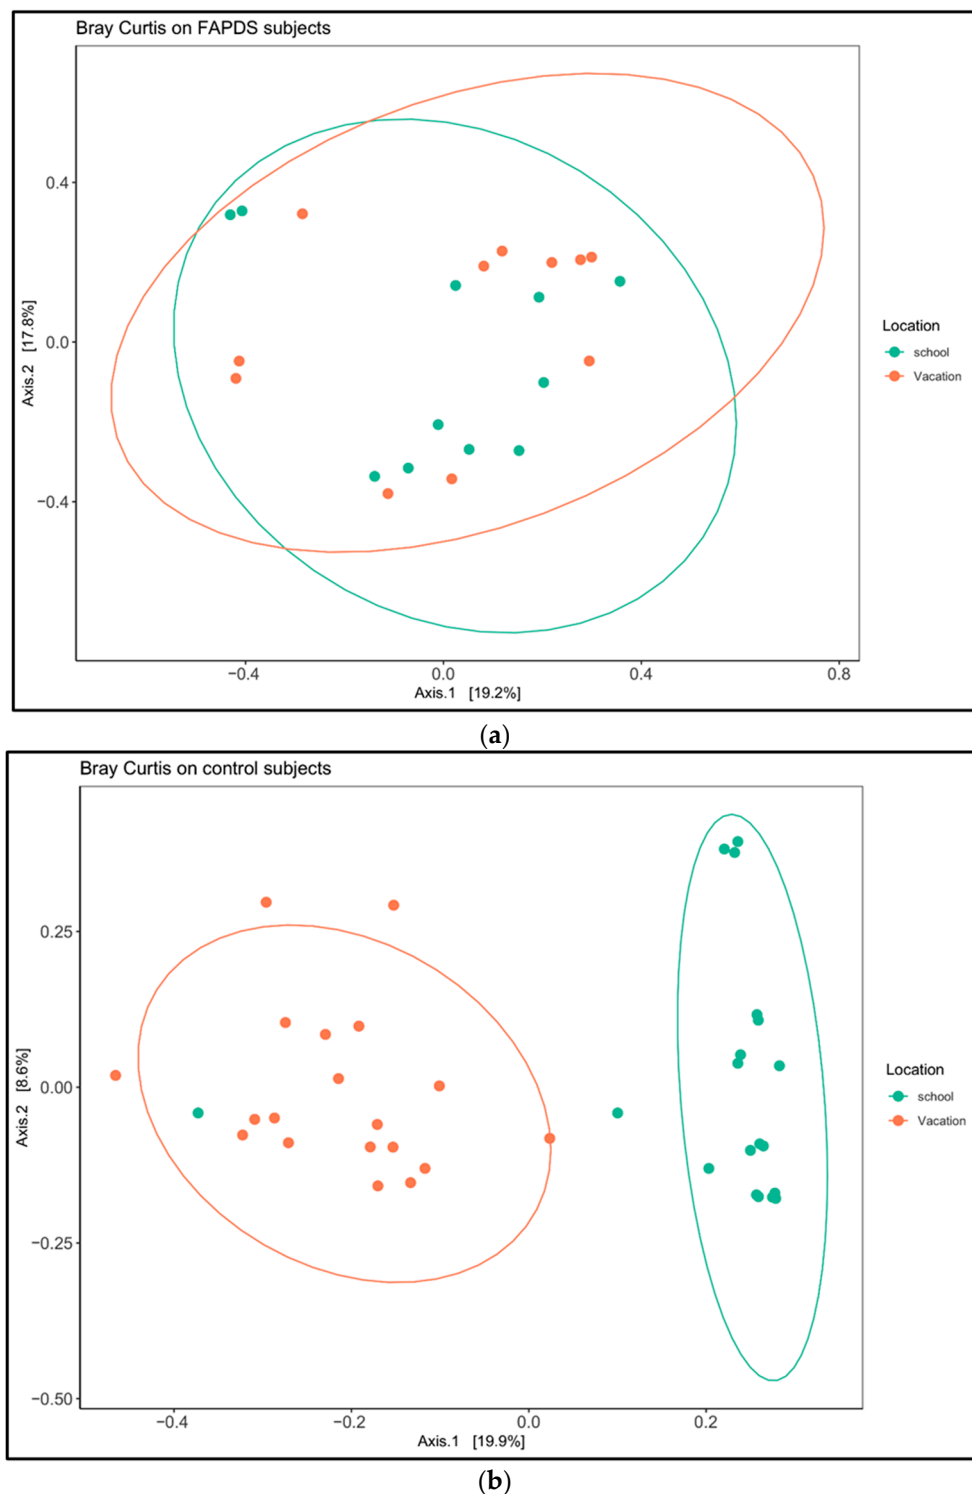 Bray Curtis on FAPDS subjects
0.4
0.0
−0.4
Axis.2 [17.8%]
−0.4 0.0 0.4 0.8
Axis.1 [19.2%]
Location
school
Vacation
(a)
Bray Curtis on control subjects
0.25
0.00
−0.25
−0.50
Axis.2 [8.6%]
−0.4 −0.2 0.0 0.2
Axis.1 [19.9%]
Location
school
Vacation
(b)